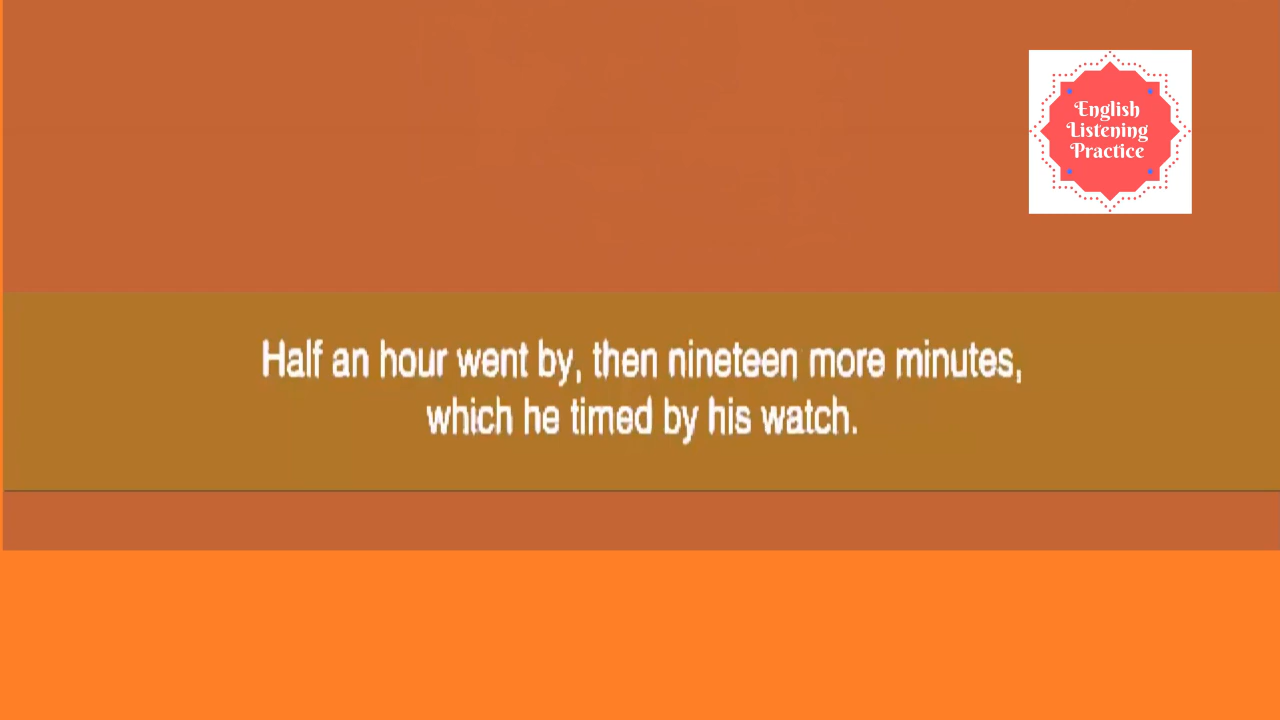 English
Listening
Practice
Half an hour went by, then nineteen more minutes,
which he timed by his watch.